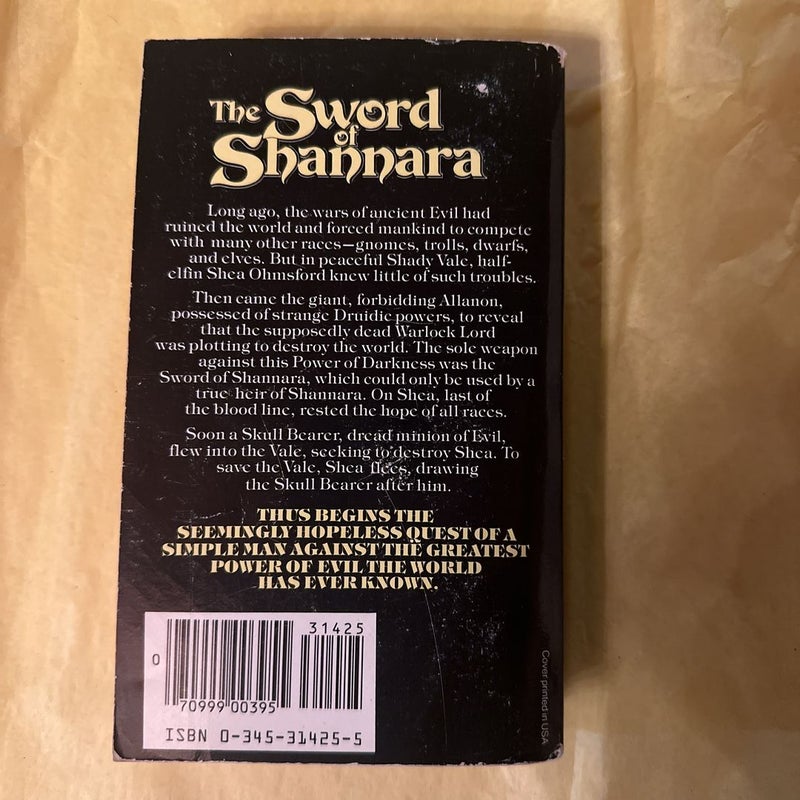 The Sword
of
Shannara
Long ago, the wars of ancient Evil had
ruined the world and forced mankind to compete
with many other races—gnomes, trolls, dwarfs,
and elves. But in peaceful Shady Vale, half-
elfin Shea Ohmsford knew little of such troubles.
Then came the giant, forbidding Allanon,
possessed of strange Druidic powers, to reveal
that the supposedly dead Warlock Lord
was plotting to destroy the world. The sole weapon
against this Power of Darkness was the
Sword of Shannara, which could only be used by a
true heir of Shannara. On Shea, last of
the blood line, rested the hope of all races.
Soon a Skull Bearer, dread minion of Evil,
flew into the Vale, seeking to destroy Shea. To
save the Vale, Shea flees, drawing
the Skull Bearer after him.
THUS BEGINS THE
SEEMINGLY HOPELESS QUEST OF A
SIMPLE MAN AGAINST THE GREATEST
POWER OF EVIL THE WORLD
HAS EVER KNOWN.
31425
0
70999 00395
ISBN 0-345-31425-5
Cover printed in USA